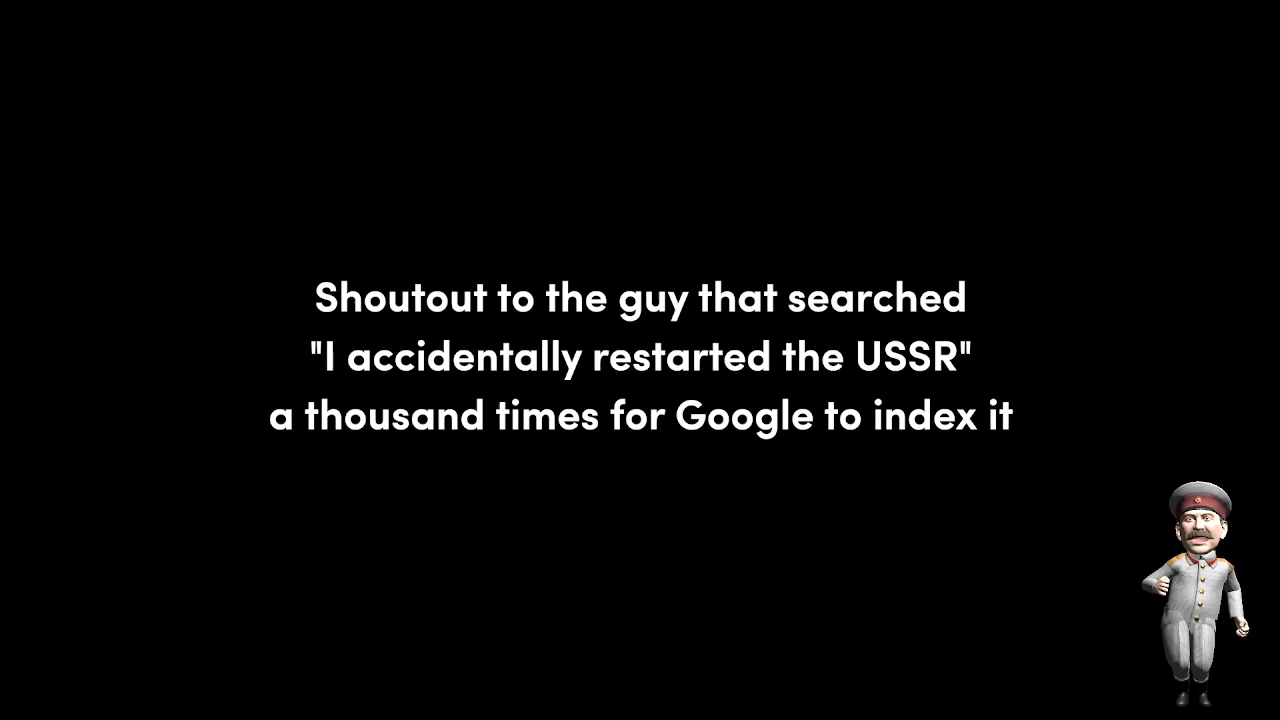 Shoutout to the guy that searched
"I accidentally restarted the USSR"
a thousand times for Google to index it